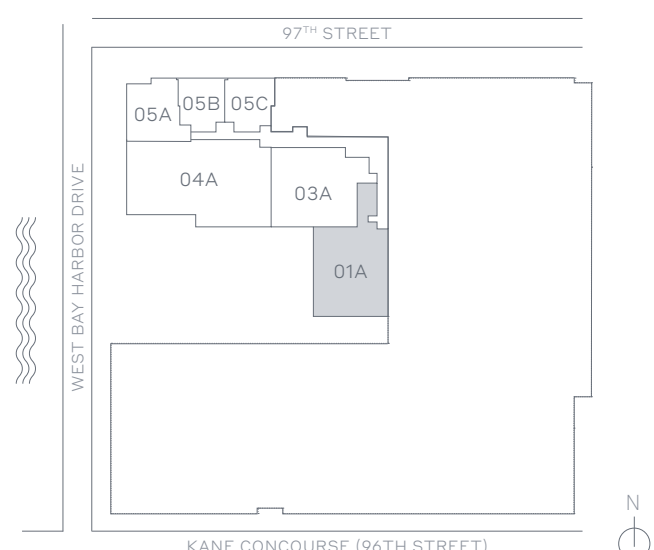 97TH STREET
05A
05B
05C
04A
03A
01A
WEST BAY HARBOR DRIVE
N
KANE CONCOURSE (96TH STREET)